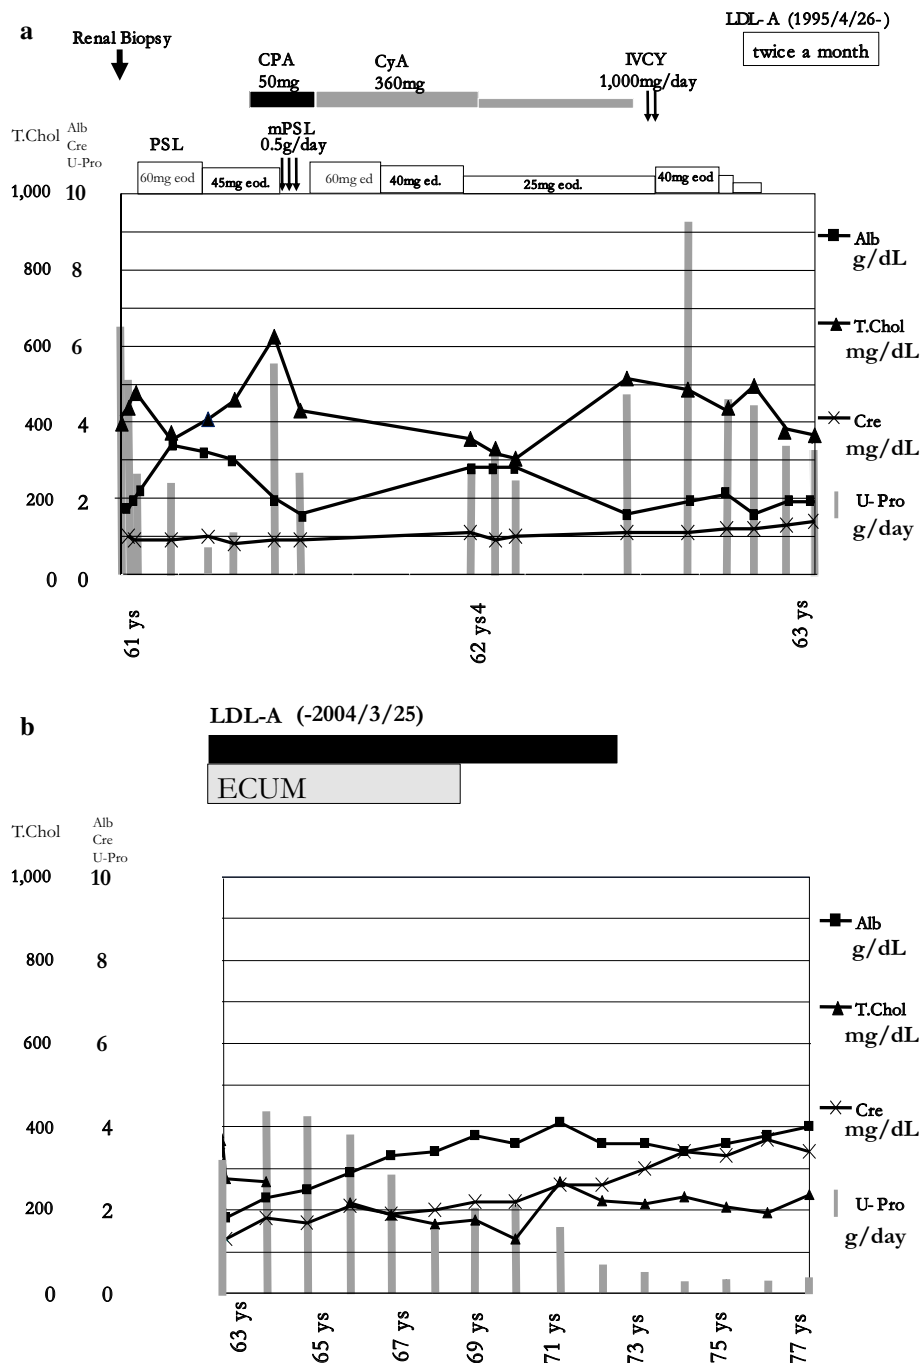 a
Renal Biopsy
LDL-A (1995/4/26-)
twice a month
CPA
50mg
CyA
360mg
IVCY
1,000mg/day
mPSL
0.5g/day
T.Chol
Alb
Cre
U-Pro
PSL
60mg eod
45mg eod.
60mg ed
40mg ed.
25mg eod.
40mg eod
1,000 10
800 8
600 6
400 4
200 2
0 0
Alb
g/dL
T.Chol
mg/dL
Cre
mg/dL
U-Pro
g/day
61 ys
62 ys4
63 ys
b
LDL-A (-2004/3/25)
ECUM
T.Chol
Alb
Cre
U-Pro
1,000 10
800 8
600 6
400 4
200 2
0 0
Alb
g/dL
T.Chol
mg/dL
Cre
mg/dL
U-Pro
g/day
63 ys
65 ys
67 ys
69 ys
71 ys
73 ys
75 ys
77 ys